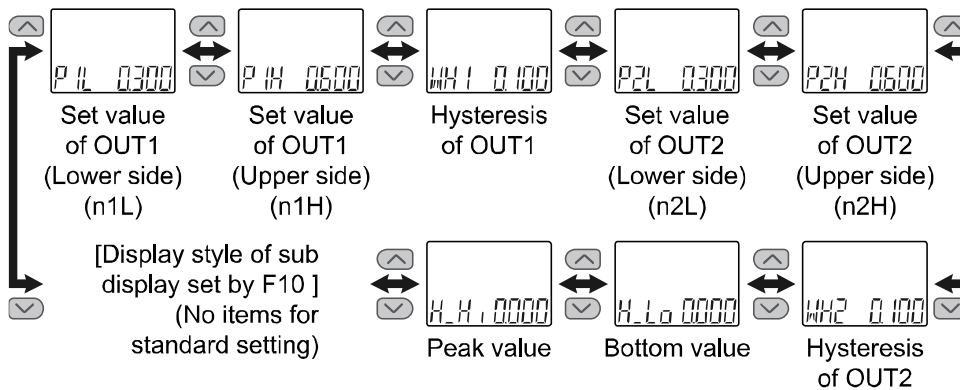 P1L 0.300
P1H 0.600
WH1 0.100
P2L 0.300
P2H 0.600
Set value
of OUT1
(Lower side)
(n1L)
Set value
of OUT1
(Upper side)
(n1H)
Hysteresis
of OUT1
Set value
of OUT2
(Lower side)
(n2L)
Set value
of OUT2
(Upper side)
(n2H)
[Display style of sub
display set by F10 ]
(No items for
standard setting)
H_Hi 0.000
Peak value
H_Lo 0.000
Bottom value
WH2 0.100
Hysteresis
of OUT2